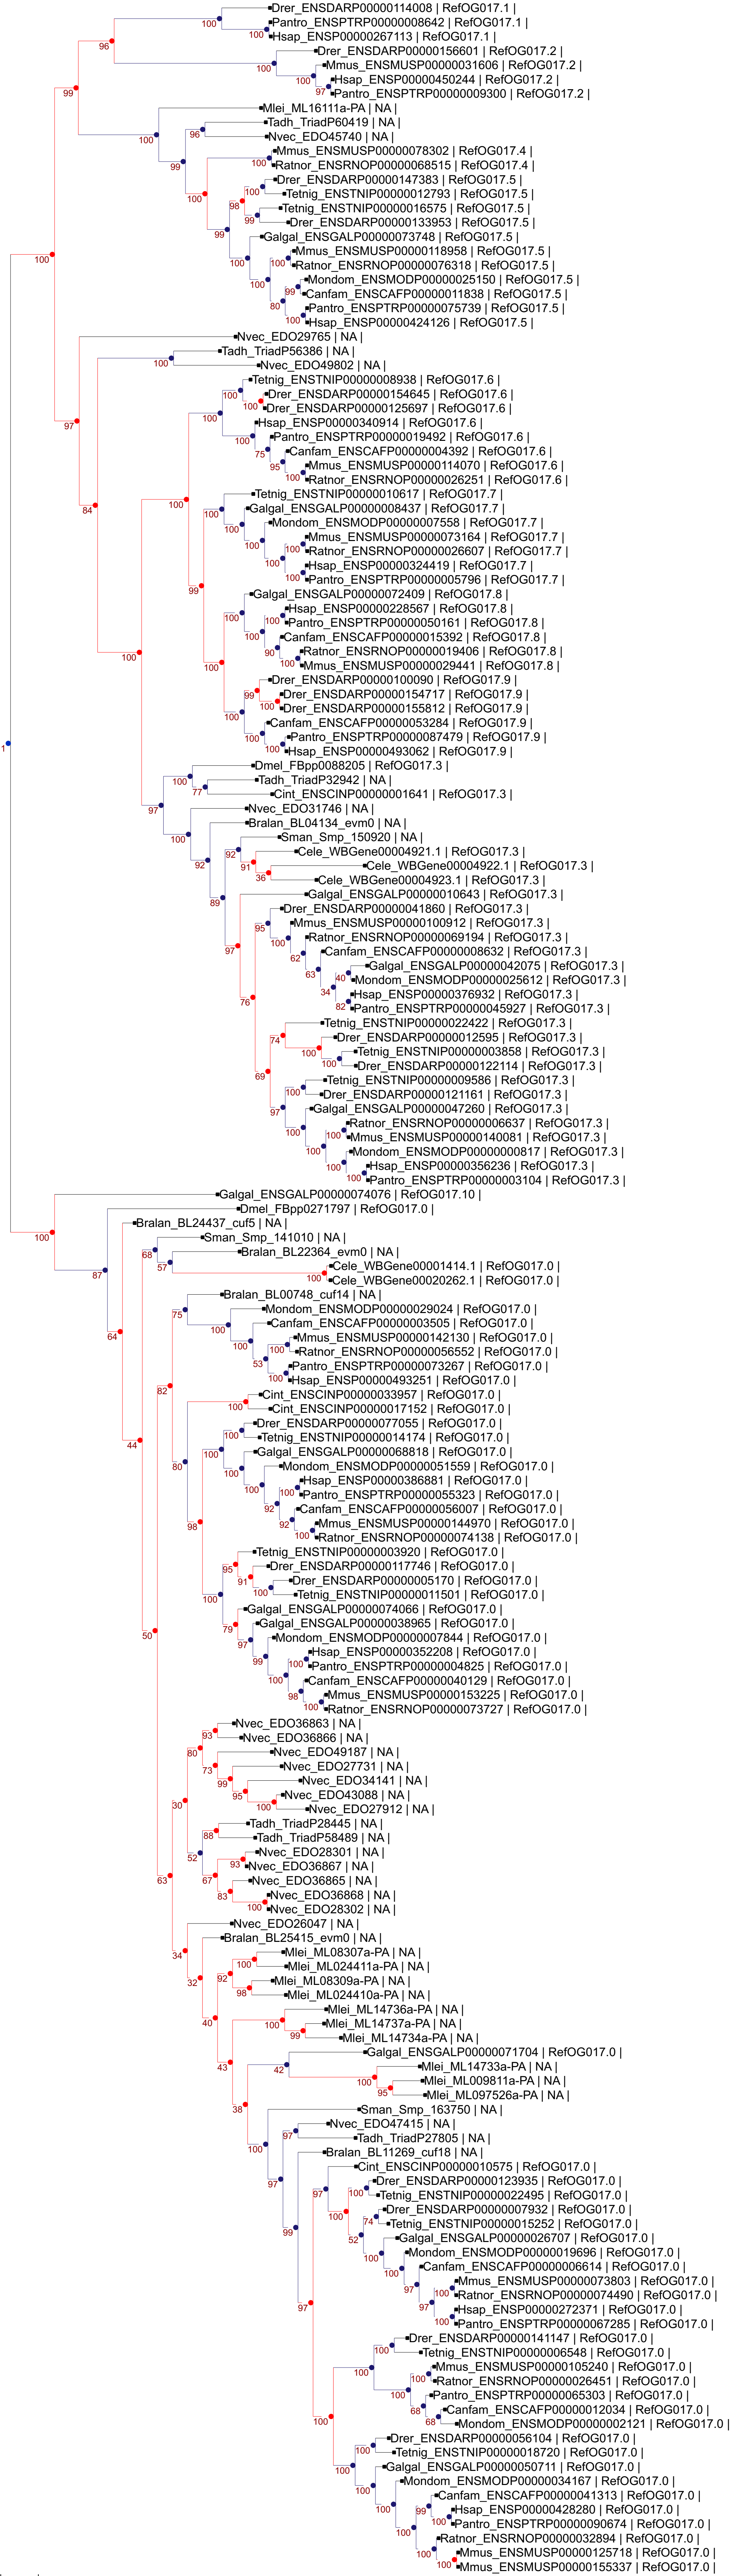 Drer_ENSDARP00000114008 | RefOG017.1 |
Pantro_ENSPTRP00000008642 | RefOG017.1 |
Hsap_ENSP00000267113 | RefOG017.1 |
Drer_ENSDARP00000156601 | RefOG017.2 |
Mmus_ENSMUSP00000031606 | RefOG017.2 |
Hsap_ENSP00000450244 | RefOG017.2 |
Pantro_ENSPTRP00000009300 | RefOG017.2 |
Mlei_ML16111a-PA | NA |
Tadh_TriadP60419 | NA |
Nvec_EDO45740 | NA |
Mmus_ENSMUSP00000078302 | RefOG017.4 |
Ratnor_ENSRNOP00000068515 | RefOG017.4 |
Drer_ENSDARP00000147383 | RefOG017.5 |
Tetnig_ENSTNIP00000012793 | RefOG017.5 |
Tetnig_ENSTNIP00000016575 | RefOG017.5 |
Drer_ENSDARP00000133953 | RefOG017.5 |
Galgal_ENSGALP00000073748 | RefOG017.5 |
Mmus_ENSMUSP00000118958 | RefOG017.5 |
Ratnor_ENSRNOP00000076318 | RefOG017.5 |
Mondom_ENSMODP00000025150 | RefOG017.5 |
Canfam_ENSCAFP00000011838 | RefOG017.5 |
Pantro_ENSPTRP00000075739 | RefOG017.5 |
Hsap_ENSP00000424126 | RefOG017.5 |
Nvec_EDO29765 | NA |
Tadh_TriadP56386 | NA |
Nvec_EDO49802 | NA |
Tetnig_ENSTNIP00000008938 | RefOG017.6 |
Drer_ENSDARP00000154645 | RefOG017.6 |
Drer_ENSDARP00000125697 | RefOG017.6 |
Hsap_ENSP00000340914 | RefOG017.6 |
Pantro_ENSPTRP00000019492 | RefOG017.6 |
Canfam_ENSCAFP00000004392 | RefOG017.6 |
Mmus_ENSMUSP00000114070 | RefOG017.6 |
Ratnor_ENSRNOP00000026251 | RefOG017.6 |
Tetnig_ENSTNIP00000010617 | RefOG017.7 |
Galgal_ENSGALP00000008437 | RefOG017.7 |
Mondom_ENSMODP00000007558 | RefOG017.7 |
Mmus_ENSMUSP00000073164 | RefOG017.7 |
Ratnor_ENSRNOP00000026607 | RefOG017.7 |
Hsap_ENSP00000324419 | RefOG017.7 |
Pantro_ENSPTRP00000005796 | RefOG017.7 |
Galgal_ENSGALP00000072409 | RefOG017.8 |
Hsap_ENSP00000228567 | RefOG017.8 |
Pantro_ENSPTRP00000050161 | RefOG017.8 |
Canfam_ENSCAFP00000015392 | RefOG017.8 |
Ratnor_ENSRNOP00000019406 | RefOG017.8 |
Mmus_ENSMUSP00000029441 | RefOG017.8 |
Drer_ENSDARP00000100090 | RefOG017.9 |
Drer_ENSDARP00000154717 | RefOG017.9 |
Drer_ENSDARP00000155812 | RefOG017.9 |
Canfam_ENSCAFP00000053284 | RefOG017.9 |
Pantro_ENSPTRP00000087479 | RefOG017.9 |
Hsap_ENSP00000493062 | RefOG017.9 |
Dmel_FBpp0088205 | RefOG017.3 |
Tadh_TriadP32942 | NA |
Cint_ENSCINP00000001641 | RefOG017.3 |
Nvec_EDO31746 | NA |
Bralan_BL04134_evm0 | NA |
Sman_Smp_150920 | NA |
Cele_WBGene00004921.1 | RefOG017.3 |
Cele_WBGene00004922.1 | RefOG017.3 |
Cele_WBGene00004923.1 | RefOG017.3 |
Galgal_ENSGALP00000010643 | RefOG017.3 |
Drer_ENSDARP00000041860 | RefOG017.3 |
Mmus_ENSMUSP00000100912 | RefOG017.3 |
Ratnor_ENSRNOP00000069194 | RefOG017.3 |
Canfam_ENSCAFP00000008632 | RefOG017.3 |
Galgal_ENSGALP00000042075 | RefOG017.3 |
Mondom_ENSMODP00000025612 | RefOG017.3 |
Hsap_ENSP00000376932 | RefOG017.3 |
Pantro_ENSPTRP00000045927 | RefOG017.3 |
Tetnig_ENSTNIP00000022422 | RefOG017.3 |
Drer_ENSDARP00000012595 | RefOG017.3 |
Tetnig_ENSTNIP00000003858 | RefOG017.3 |
Drer_ENSDARP00000122114 | RefOG017.3 |
Tetnig_ENSTNIP00000009586 | RefOG017.3 |
Drer_ENSDARP00000121161 | RefOG017.3 |
Galgal_ENSGALP00000047260 | RefOG017.3 |
Ratnor_ENSRNOP00000006637 | RefOG017.3 |
Mmus_ENSMUSP00000140081 | RefOG017.3 |
Mondom_ENSMODP00000000817 | RefOG017.3 |
Hsap_ENSP00000356236 | RefOG017.3 |
Pantro_ENSPTRP00000003104 | RefOG017.3 |
Galgal_ENSGALP00000074076 | RefOG017.10 |
Dmel_FBpp0271797 | RefOG017.0 |
Bralan_BL24437_cuf5 | NA |
Sman_Smp_141010 | NA |
Bralan_BL22364_evm0 | NA |
Cele_WBGene00001414.1 | RefOG017.0 |
Cele_WBGene00020262.1 | RefOG017.0 |
Bralan_BL00748_cuf14 | NA |
Mondom_ENSMODP00000029024 | RefOG017.0 |
Canfam_ENSCAFP00000003505 | RefOG017.0 |
Mmus_ENSMUSP00000142130 | RefOG017.0 |
Ratnor_ENSRNOP00000056552 | RefOG017.0 |
Pantro_ENSPTRP00000073267 | RefOG017.0 |
Hsap_ENSP00000493251 | RefOG017.0 |
Cint_ENSCINP00000033957 | RefOG017.0 |
Cint_ENSCINP00000017152 | RefOG017.0 |
Drer_ENSDARP00000077055 | RefOG017.0 |
Tetnig_ENSTNIP00000014174 | RefOG017.0 |
Galgal_ENSGALP00000068818 | RefOG017.0 |
Mondom_ENSMODP00000051559 | RefOG017.0 |
Hsap_ENSP00000386881 | RefOG017.0 |
Pantro_ENSPTRP00000055323 | RefOG017.0 |
Canfam_ENSCAFP00000056007 | RefOG017.0 |
Mmus_ENSMUSP00000144970 | RefOG017.0 |
Ratnor_ENSRNOP00000074138 | RefOG017.0 |
Tetnig_ENSTNIP00000003920 | RefOG017.0 |
Drer_ENSDARP00000117746 | RefOG017.0 |
Drer_ENSDARP00000005170 | RefOG017.0 |
Tetnig_ENSTNIP00000011501 | RefOG017.0 |
Galgal_ENSGALP00000074066 | RefOG017.0 |
Galgal_ENSGALP00000038965 | RefOG017.0 |
Mondom_ENSMODP00000007844 | RefOG017.0 |
Hsap_ENSP00000352208 | RefOG017.0 |
Pantro_ENSPTRP00000004825 | RefOG017.0 |
Canfam_ENSCAFP00000040129 | RefOG017.0 |
Mmus_ENSMUSP00000153225 | RefOG017.0 |
Ratnor_ENSRNOP00000073727 | RefOG017.0 |
Nvec_EDO36863 | NA |
Nvec_EDO36866 | NA |
Nvec_EDO49187 | NA |
Nvec_EDO27731 | NA |
Nvec_EDO34141 | NA |
Nvec_EDO43088 | NA |
Nvec_EDO27912 | NA |
Tadh_TriadP28445 | NA |
Tadh_TriadP58489 | NA |
Nvec_EDO28301 | NA |
Nvec_EDO36867 | NA |
Nvec_EDO36865 | NA |
Nvec_EDO36868 | NA |
Nvec_EDO28302 | NA |
Nvec_EDO26047 | NA |
Bralan_BL25415_evm0 | NA |
Mlei_ML08307a-PA | NA |
Mlei_ML024411a-PA | NA |
Mlei_ML08309a-PA | NA |
Mlei_ML024410a-PA | NA |
Mlei_ML14736a-PA | NA |
Mlei_ML14737a-PA | NA |
Mlei_ML14734a-PA | NA |
Galgal_ENSGALP00000071704 | RefOG017.0 |
Mlei_ML14733a-PA | NA |
Mlei_ML009811a-PA | NA |
Mlei_ML097526a-PA | NA |
Sman_Smp_163750 | NA |
Nvec_EDO47415 | NA |
Tadh_TriadP27805 | NA |
Bralan_BL11269_cuf18 | NA |
Cint_ENSCINP00000010575 | RefOG017.0 |
Drer_ENSDARP00000123935 | RefOG017.0 |
Tetnig_ENSTNIP00000022495 | RefOG017.0 |
Drer_ENSDARP00000007932 | RefOG017.0 |
Tetnig_ENSTNIP00000015252 | RefOG017.0 |
Galgal_ENSGALP00000026707 | RefOG017.0 |
Mondom_ENSMODP00000019696 | RefOG017.0 |
Canfam_ENSCAFP00000006614 | RefOG017.0 |
Mmus_ENSMUSP00000073803 | RefOG017.0 |
Ratnor_ENSRNOP00000074490 | RefOG017.0 |
Hsap_ENSP00000272371 | RefOG017.0 |
Pantro_ENSPTRP00000067285 | RefOG017.0 |
Drer_ENSDARP00000141147 | RefOG017.0 |
Tetnig_ENSTNIP00000006548 | RefOG017.0 |
Mmus_ENSMUSP00000105240 | RefOG017.0 |
Ratnor_ENSRNOP00000026451 | RefOG017.0 |
Pantro_ENSPTRP00000065303 | RefOG017.0 |
Canfam_ENSCAFP00000012034 | RefOG017.0 |
Mondom_ENSMODP00000002121 | RefOG017.0 |
Drer_ENSDARP00000056104 | RefOG017.0 |
Tetnig_ENSTNIP00000018720 | RefOG017.0 |
Galgal_ENSGALP00000050711 | RefOG017.0 |
Mondom_ENSMODP00000034167 | RefOG017.0 |
Canfam_ENSCAFP00000041313 | RefOG017.0 |
Hsap_ENSP00000428280 | RefOG017.0 |
Pantro_ENSPTRP00000090674 | RefOG017.0 |
Ratnor_ENSRNOP00000032894 | RefOG017.0 |
Mmus_ENSMUSP00000125718 | RefOG017.0 |
Mmus_ENSMUSP00000155337 | RefOG017.0 |